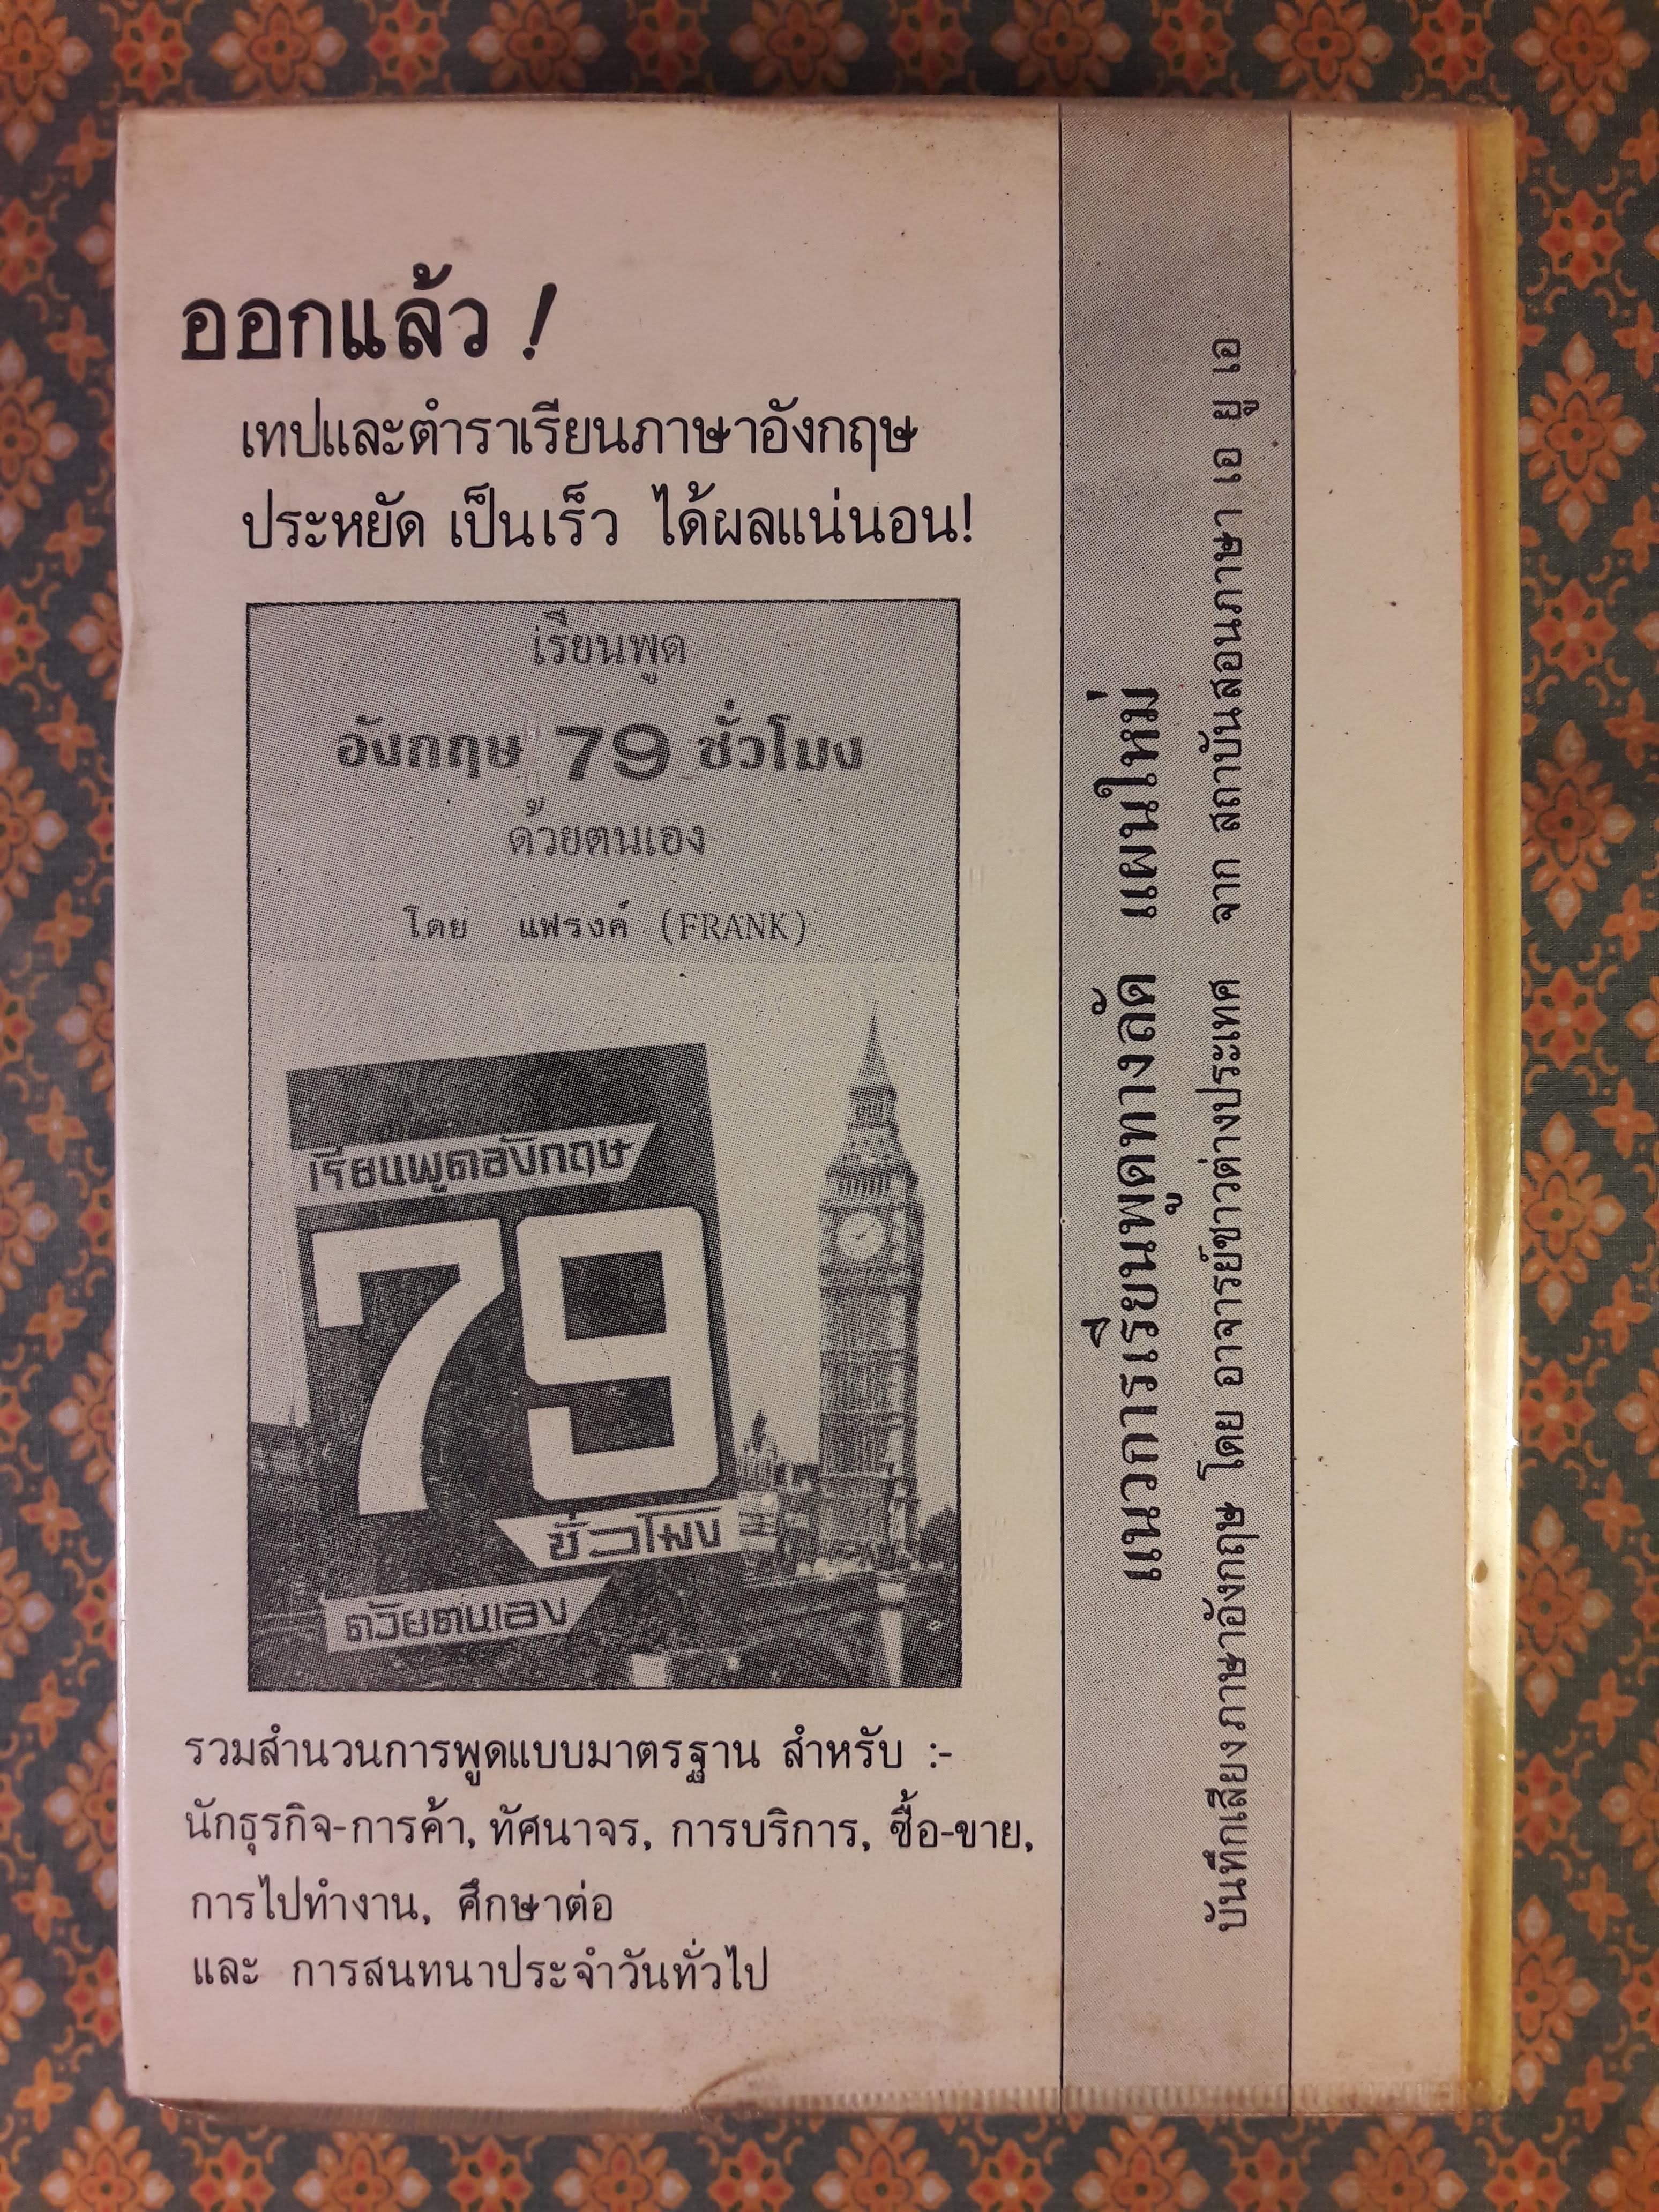 ออกแล้ว !
เทปและตำราเรียนภาษาอังกฤษ
ประหยัด เป็นเร็ว ได้ผลแน่นอน!
เรียนพูด
อังกฤษ 79 ชั่วโมง
ด้วยตนเอง
โดย แฟรงค์ (FRANK)
เรียนพูดอังกฤษ
79
ชั่วโมง
ด้วยตนเอง
รวมสำนวนการพูดแบบมาตรฐาน สำหรับ :-
นักธุรกิจ-การค้า, ทัศนาจร, การบริการ, ซื้อ-ขาย,
การไปทำงาน, ศึกษาต่อ
และ การสนทนาประจำวันทั่วไป
แนวการเรียนพูดทางลัด แผนใหม่
บันทึกเสียงภาษาอังกฤษ โดย อาจารย์ชาวต่างประเทศ จาก สถาบันสอนภาษา เอ ยู เอ